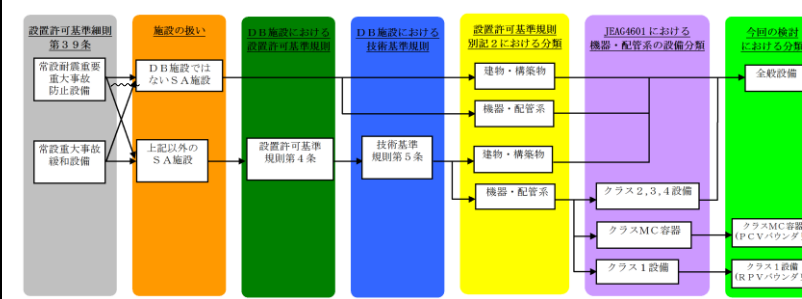 設置許可基準細則
第39条
常設耐震重要
重大事故
防止設備
常設重大事故
緩和設備
施設の扱い
DB施設では
ないSA施設
上記以外の
SA施設
DB施設における
設置許可基準規則
設置許可基準
規則第4条
DB施設における
技術基準規則
技術基準
規則第5条
設置許可基準規則
別記2における分類
建物・構築物
機器・配管系
建物・構築物
機器・配管系
JEAG4601における
機器・配管系の設備分類
クラス2,3,4設備
クラスMC容器
クラス1設備
今回の検討
における分類
全般設備
クラスMC容器
(PCVバウンダリ
クラス1設備
(RPVバウンダリ